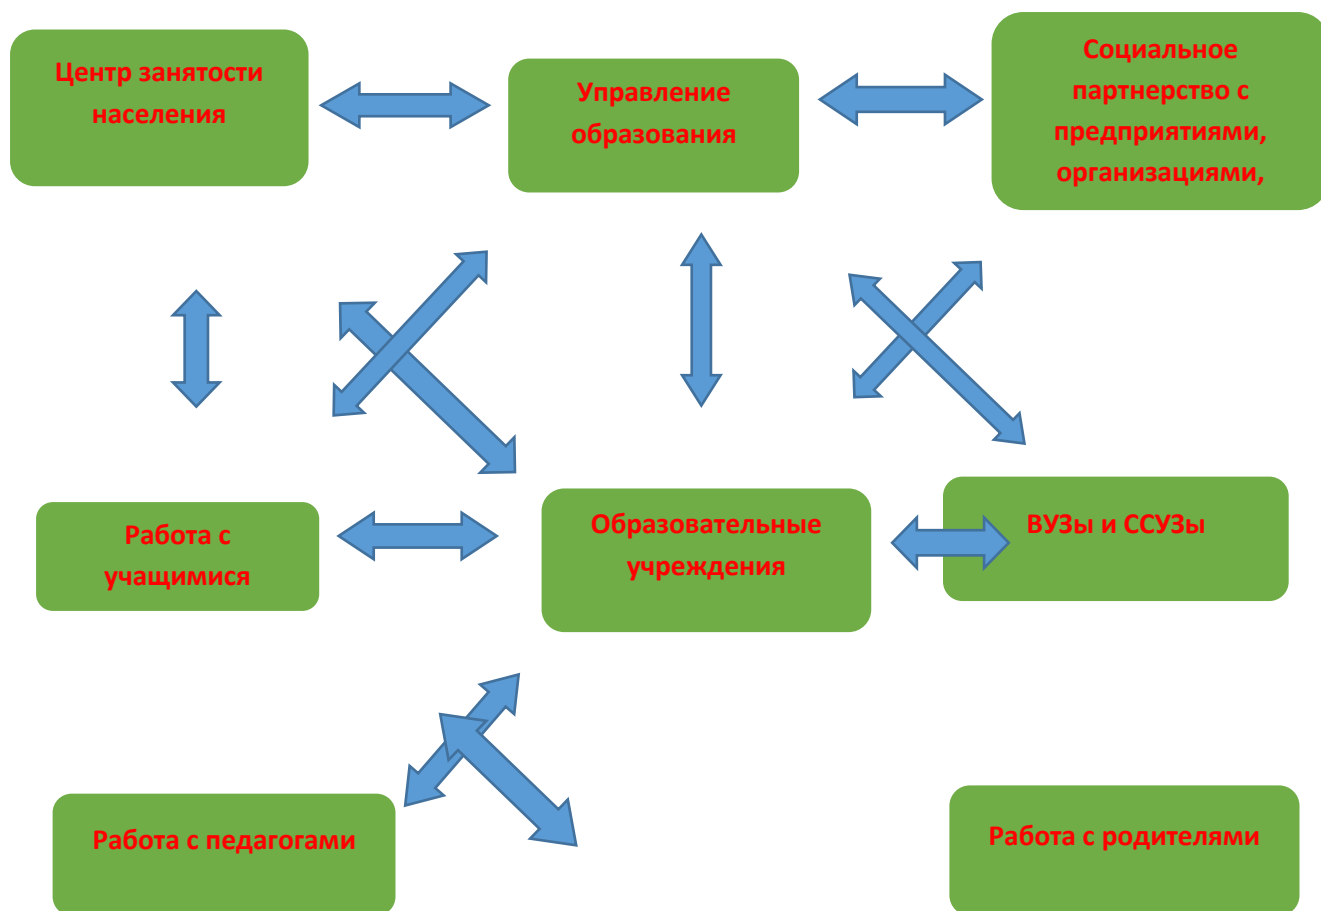 Центр занятости
населения
Управление
образования
Социальное
партнерство с
предприятиями,
организациями,
Работа с
учащимися
Образовательные
учреждения
ВУЗы и ССУЗы
Работа с педагогами
Работа с родителями